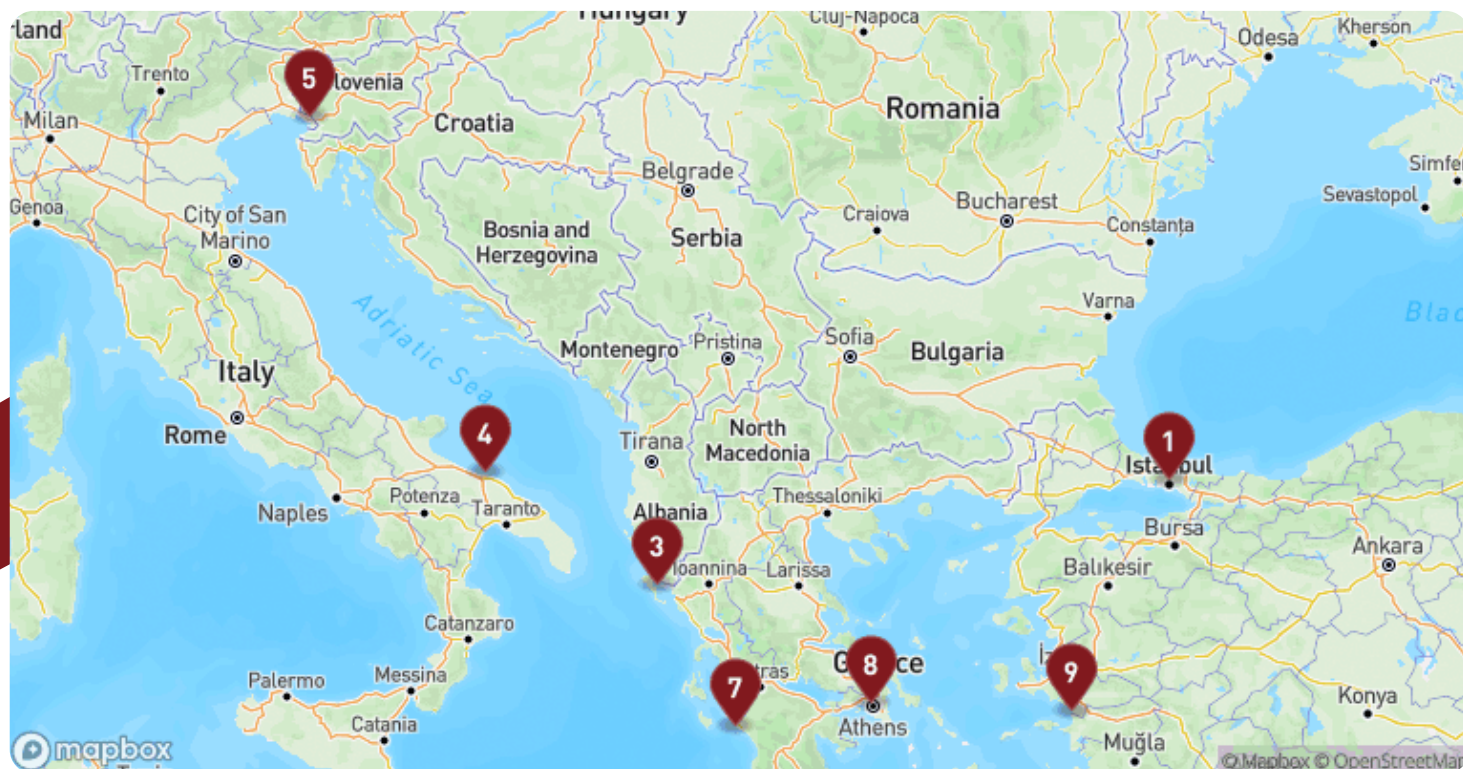 rland
Hungary
Cluj-Napoca
Kherson
Odesa
Trento
5
lovenia
Milan
Croatia
Romania
Belgrade
Simfe
Sevastopol
Genoa
City of San
Marino
Bosnia and
Herzegovina
Serbia
Craiova
Bucharest
Constanța
Varna
Blac
Adriatic Sea
Montenegro
Pristina
Sofia
Bulgaria
Italy
Rome
4
Tirana
North
Macedonia
1
Istanbul
Naples
Potenza
Taranto
Albania
Thessaloniki
Bursa
3
Ioannina
Larissa
Balıkesir
Ankara
Catanzaro
Messina
Palermo
Catania
7
tras
8
G ce
Athens
İz
9
Konya
Muğla
mapbox
© Mapbox © OpenStreetMap